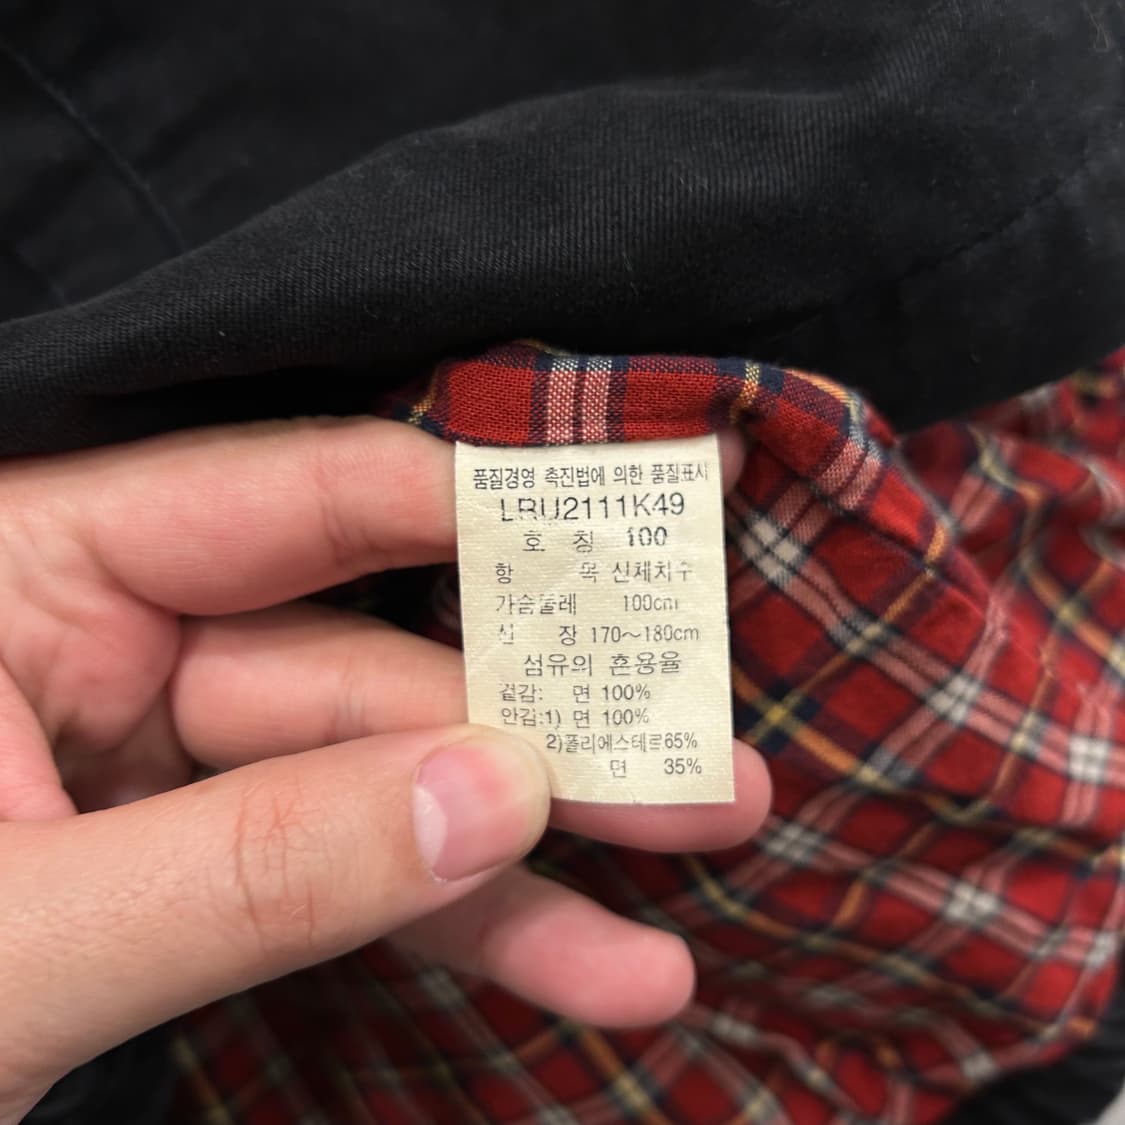 품질경영 촉진법에 의한 품질표시
LBU2111K49
호 칭 100
항 목 신체치수
가슴둘레 100cm
신 장 170~180cm
섬유의 혼용율
겉감: 면 100%
안감:1) 면 100%
2)폴리에스테르65%
면 35%